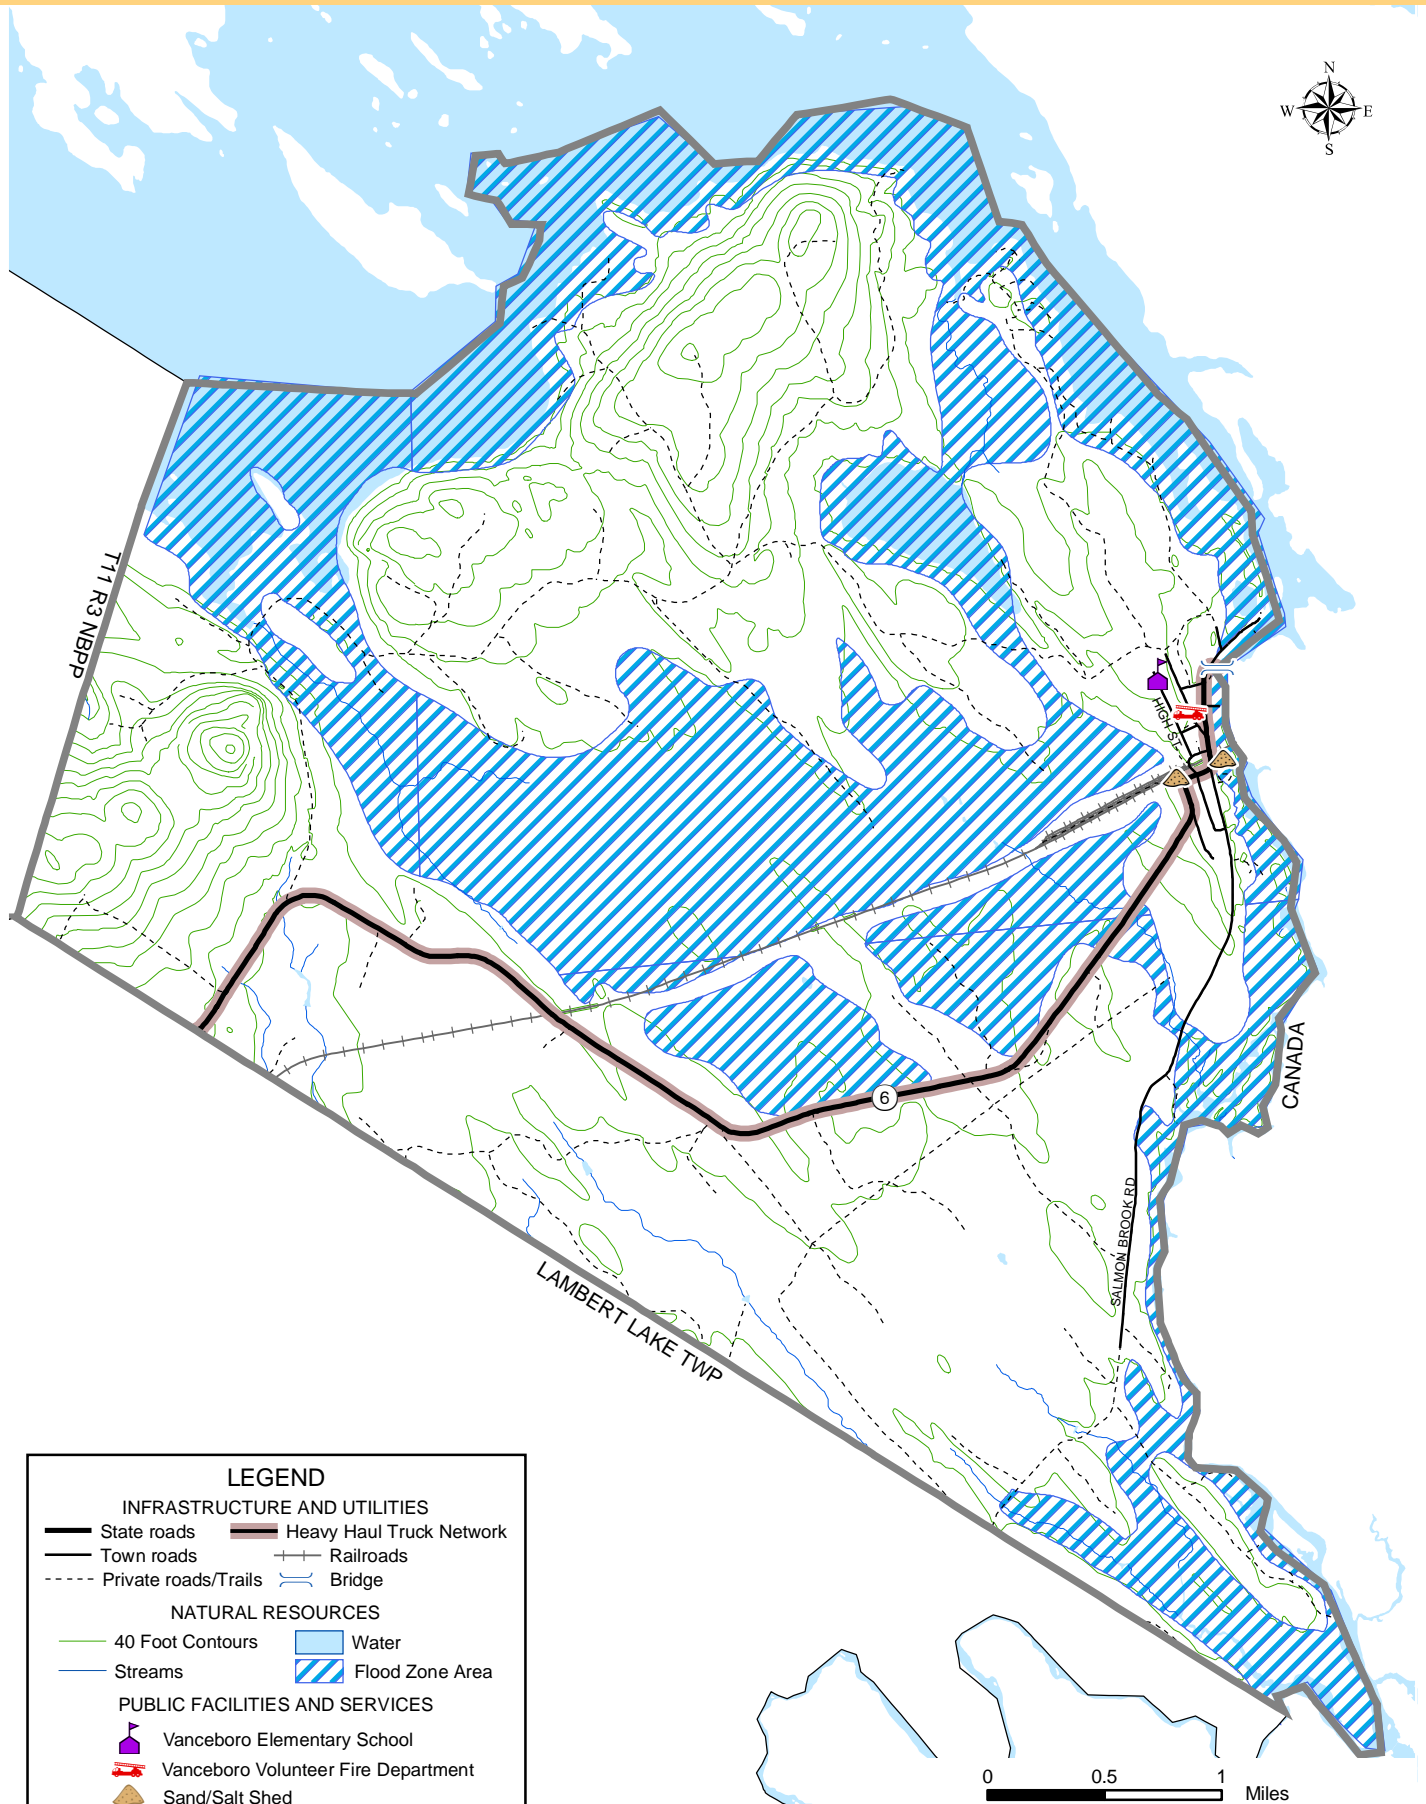 N
W E
S
T11 R3 NBPP
HIGH ST
6
CANADA
SALMON BROOK RD
LAMBERT LAKE TWP
LEGEND
INFRASTRUCTURE AND UTILITIES
State roads Heavy Haul Truck Network
Town roads Railroads
Private roads/Trails Bridge
NATURAL RESOURCES
40 Foot Contours Water
Streams Flood Zone Area
PUBLIC FACILITIES AND SERVICES
Vanceboro Elementary School
Vanceboro Volunteer Fire Department
Sand/Salt Shed
0 0.5 1
Miles